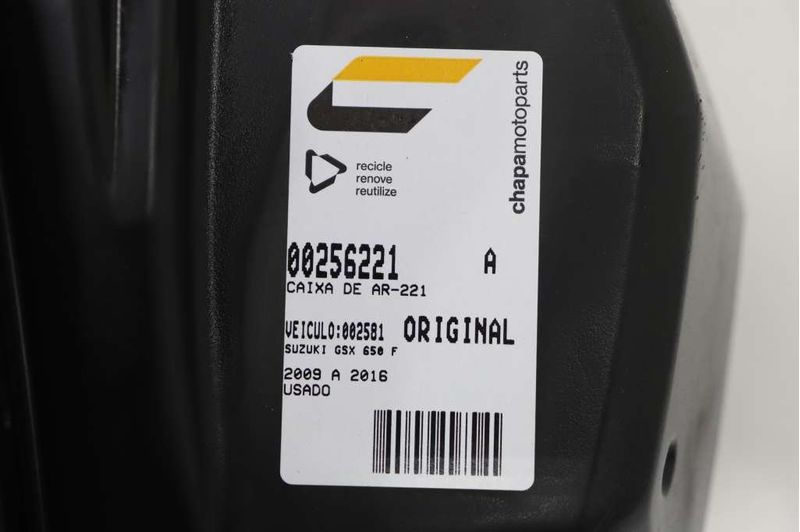 chapamotoparts
recicle
renove
reutilize
00256221 A
CAIXA DE AR-221
VEICULO:002581 ORIGINAL
SUZUKI GSX 650 F
2009 A 2016
USADO